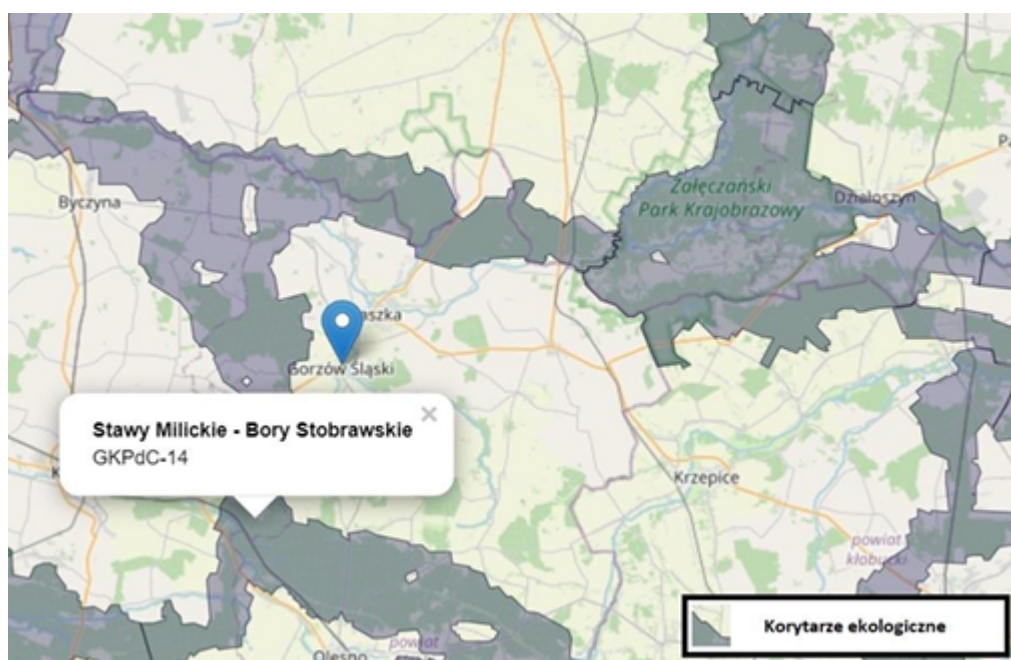 Załęczański
Park Krajobrazowy
Działoszyn
Byczyna
Gorzów Śląski
Stawy Milickie - Bory Stobrawskie
×
GKPdC-14
Krzepice
powiat
kłobucki
Korytarze ekologiczne
powiat
Olesno